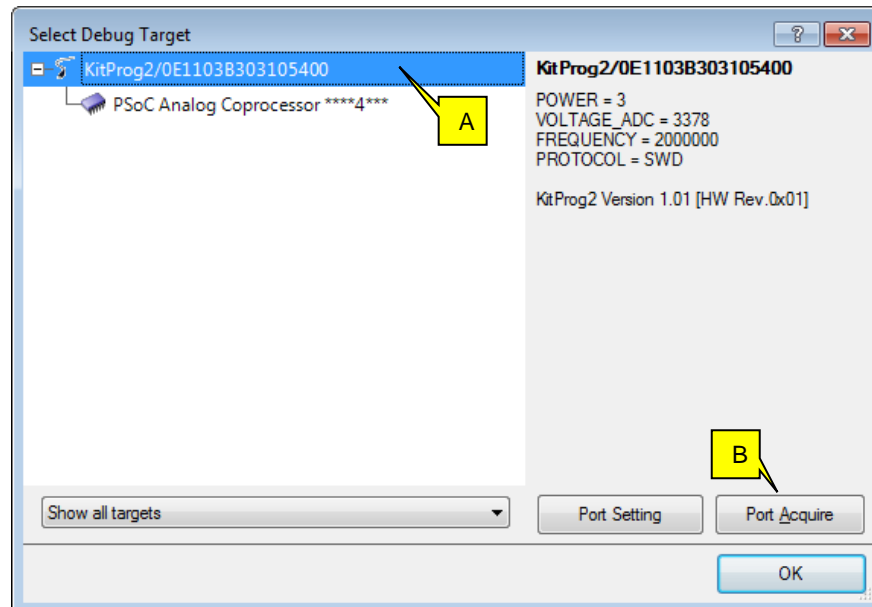 Select Debug Target
KitProg2/0E1103B303105400
PSoC Analog Coprocessor ****4***
A
KitProg2/0E1103B303105400
POWER = 3
VOLTAGE_ADC = 3378
FREQUENCY = 2000000
PROTOCOL = SWD
KitProg2 Version 1.01 [HW Rev.0x01]
B
Show all targets
Port Setting
Port Acquire
OK